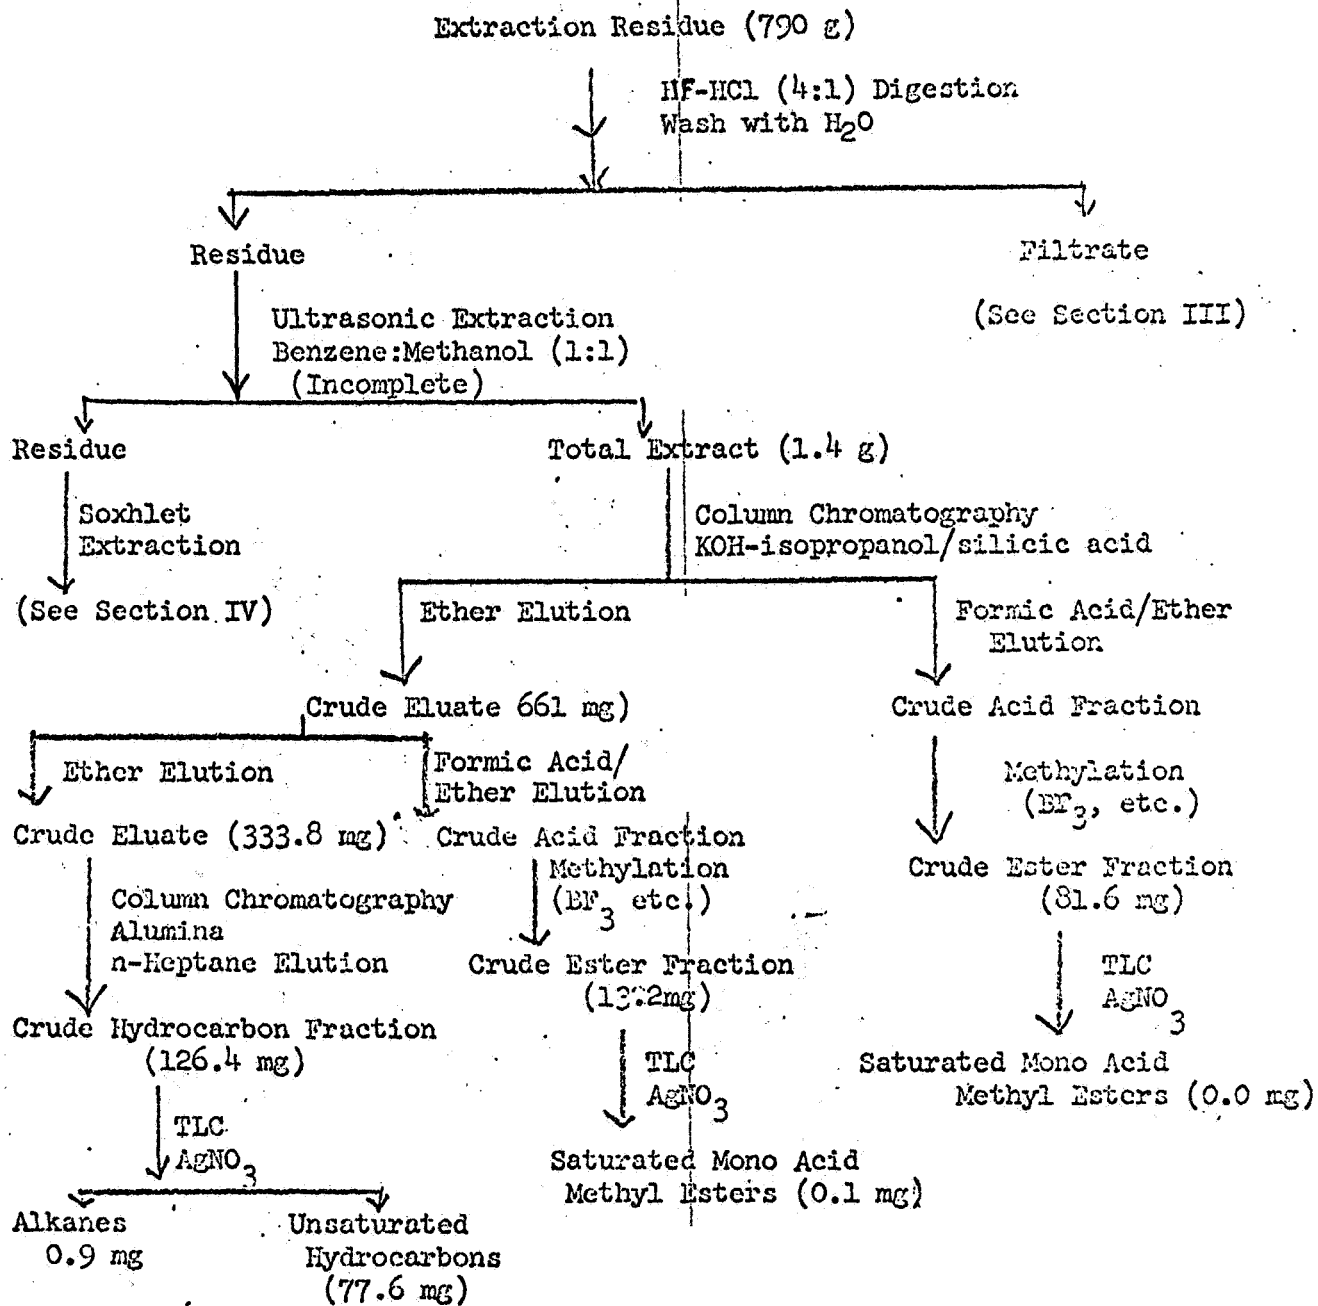 Extraction Residue (790 g)
HF-HCl (4:1) Digestion
Wash with H2O
Residue
Filtrate
(See Section III)
Ultrasonic Extraction
Benzene:Methanol (1:1)
(Incomplete)
Residue
Total Extract (1.4 g)
Soxhlet
Extraction
(See Section IV)
Column Chromatography
KOH-isopropanol/silicic acid
Ether Elution
Formic Acid/Ether
Elution
Crude Eluate 661 mg)
Crude Acid Fraction
Ether Elution
Formic Acid/
Ether Elution
Methylation
(BF3, etc.)
Crude Eluate (333.8 mg)
Crude Acid Fraction
Methylation
(BF3 etc.)
Crude Ester Fraction
(81.6 mg)
Column Chromatography
Alumina
n-Heptane Elution
Crude Ester Fraction
TLC
AgNO3
Crude Hydrocarbon Fraction
(126.4 mg)
TLC
AgNO3
Saturated Mono Acid
Methyl Esters (0.0 mg)
TLC
AgNO3
Saturated Mono Acid
Methyl Esters (0.1 mg)
Alkanes
0.9 mg
Unsaturated
Hydrocarbons
(77.6 mg)